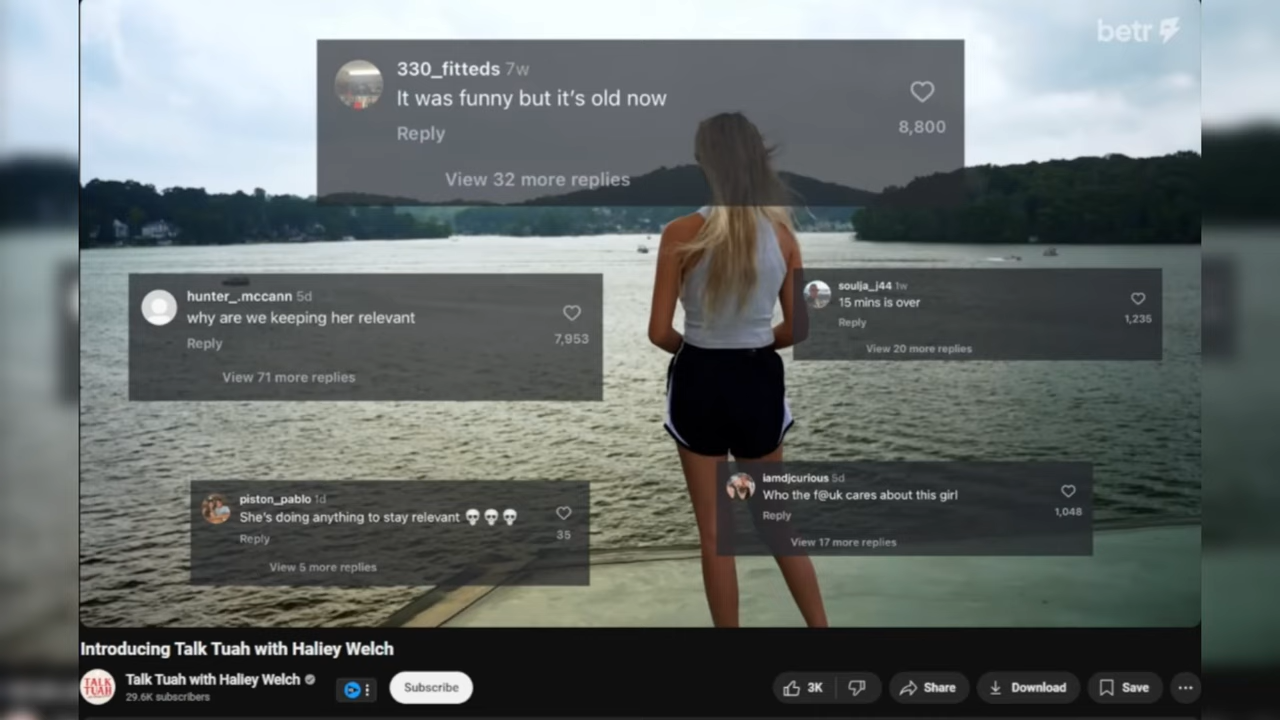 betr
330_fitteds 7w
It was funny but it's old now
8,800
Reply
View 32 more replies
hunter_.mccann 5d
why are we keeping her relevant
7,953
Reply
View 71 more replies
soulja_j44 1w
15 mins is over
1,235
Reply
View 20 more replies
piston_pablo 1d
She's doing anything to stay relevant 💀💀💀
35
Reply
View 5 more replies
iamdjcurious 5d
Who the f@uk cares about this girl
1,048
Reply
View 17 more replies
Introducing Talk Tuah with Haliey Welch
TALK
TUAH
Talk Tuah with Haliey Welch
29.6K subscribers
Subscribe
3K
Share
Download
Save